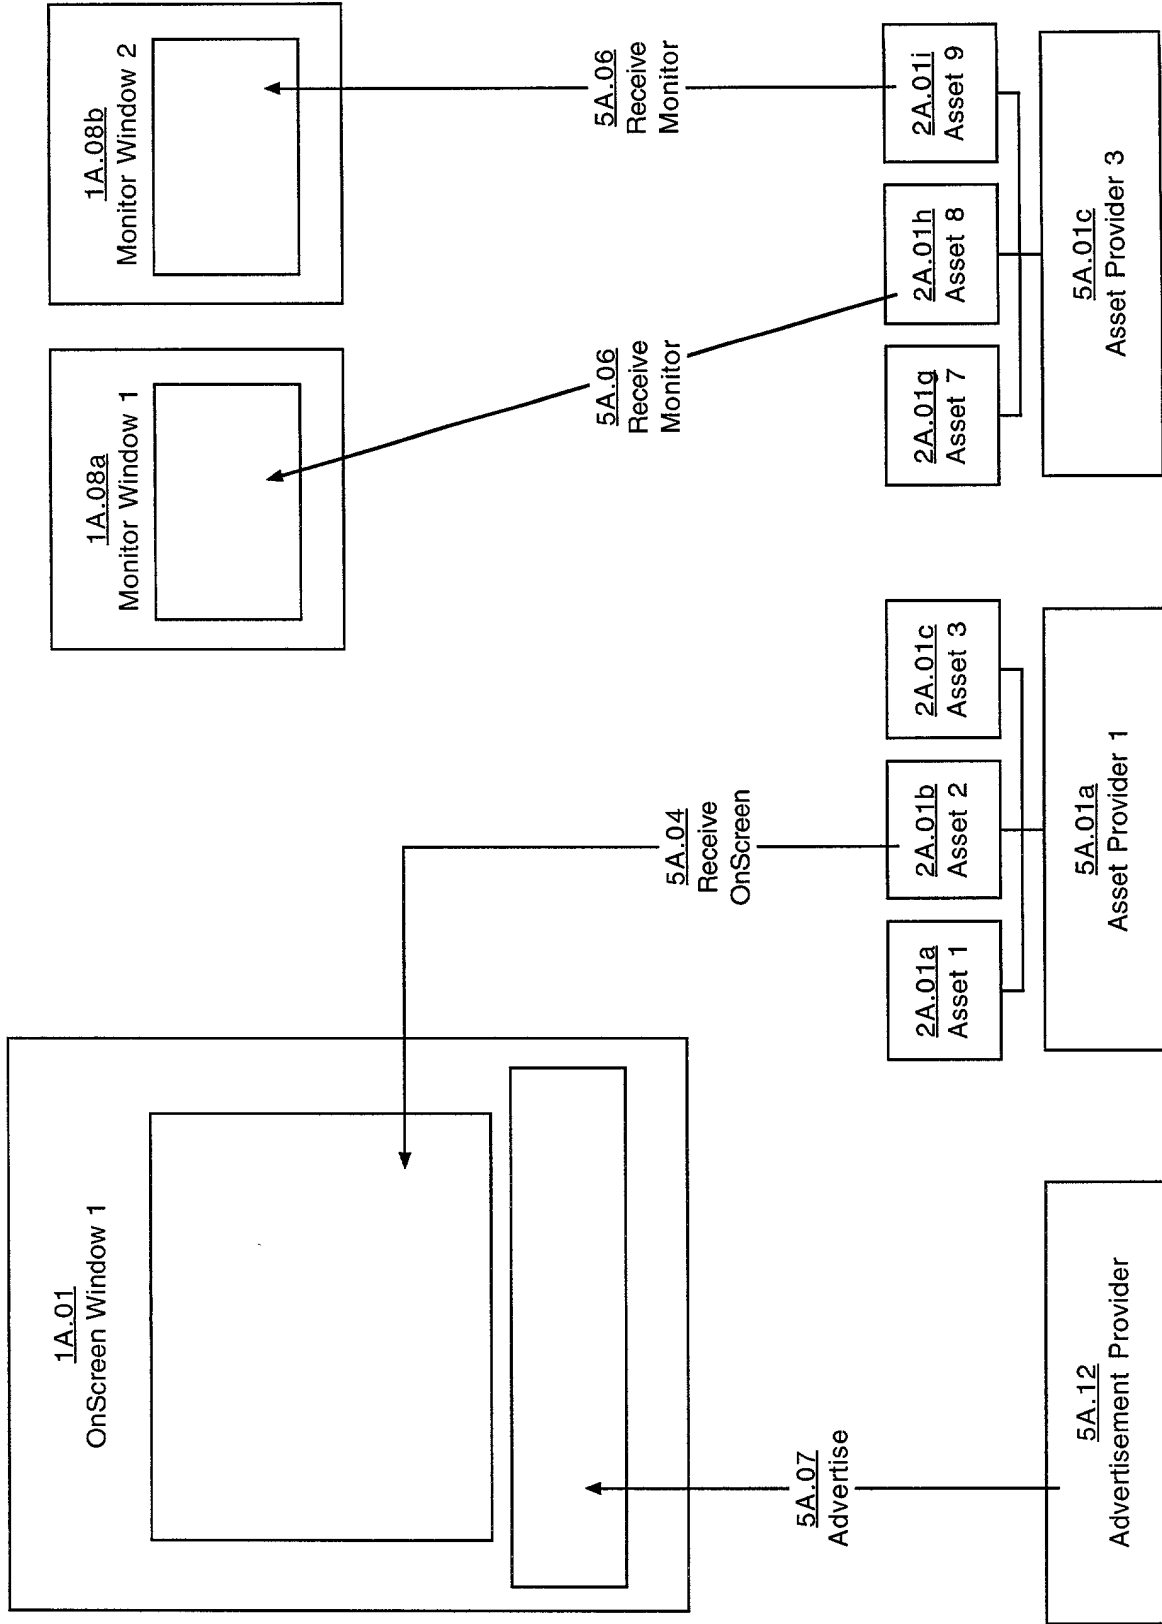 1A.01
OnScreen Window 1
1A.08a
Monitor Window 1
1A.08b
Monitor Window 2
5A.07
Advertise
5A.04
Receive
OnScreen
5A.06
Receive
Monitor
5A.06
Receive
Monitor
2A.01a
Asset 1
2A.01b
Asset 2
2A.01c
Asset 3
2A.01g
Asset 7
2A.01h
Asset 8
2A.01i
Asset 9
5A.12
Advertisement Provider
5A.01a
Asset Provider 1
5A.01c
Asset Provider 3